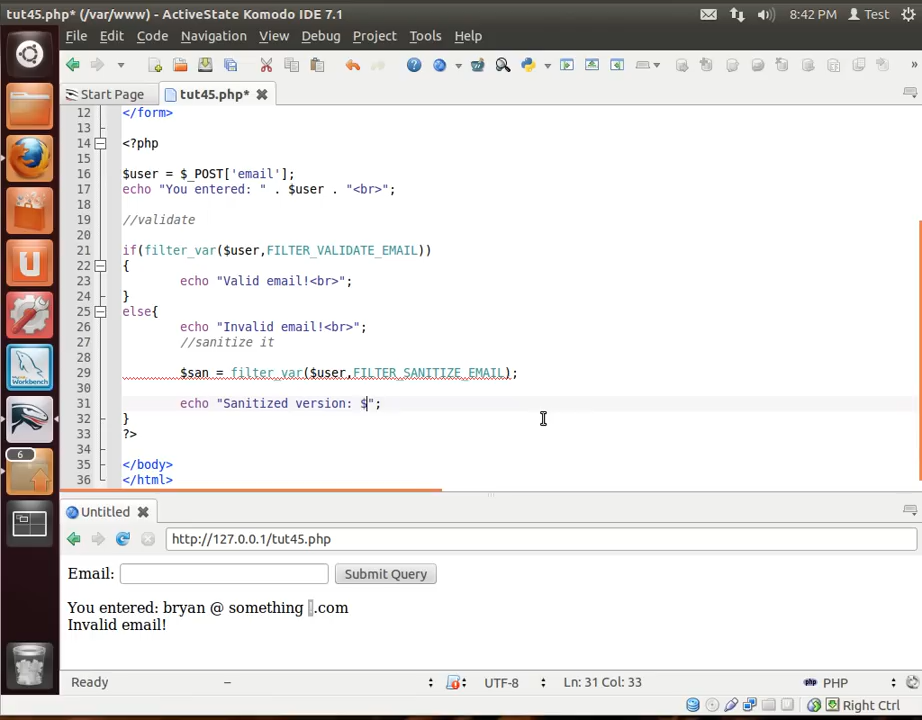 tut45.php* (/var/www) - ActiveState Komodo IDE 7.1
8:42 PM Test
File Edit Code Navigation View Debug Project Tools Help
Start Page tut45.php*
12 </form>
13
14 <?php
15
16 $user = $_POST['email'];
17 echo "You entered: " . $user . "<br>";
18
19 //validate
20
21 if(filter_var($user,FILTER_VALIDATE_EMAIL))
22 {
23 echo "Valid email!<br>";
24 }
25 else{
26 echo "Invalid email!<br>";
27 //sanitize it
28
29 $san = filter_var($user,FILTER_SANITIZE_EMAIL);
30
31 echo "Sanitized version: $";
32 }
33 ?>
34
35 </body>
36 </html>
6
MySQL
Workbench
Untitled
http://127.0.0.1/tut45.php
Email: Submit Query
You entered: bryan @ something .com
Invalid email!
Ready – UTF-8 Ln: 31 Col: 33 php PHP
Right Ctrl